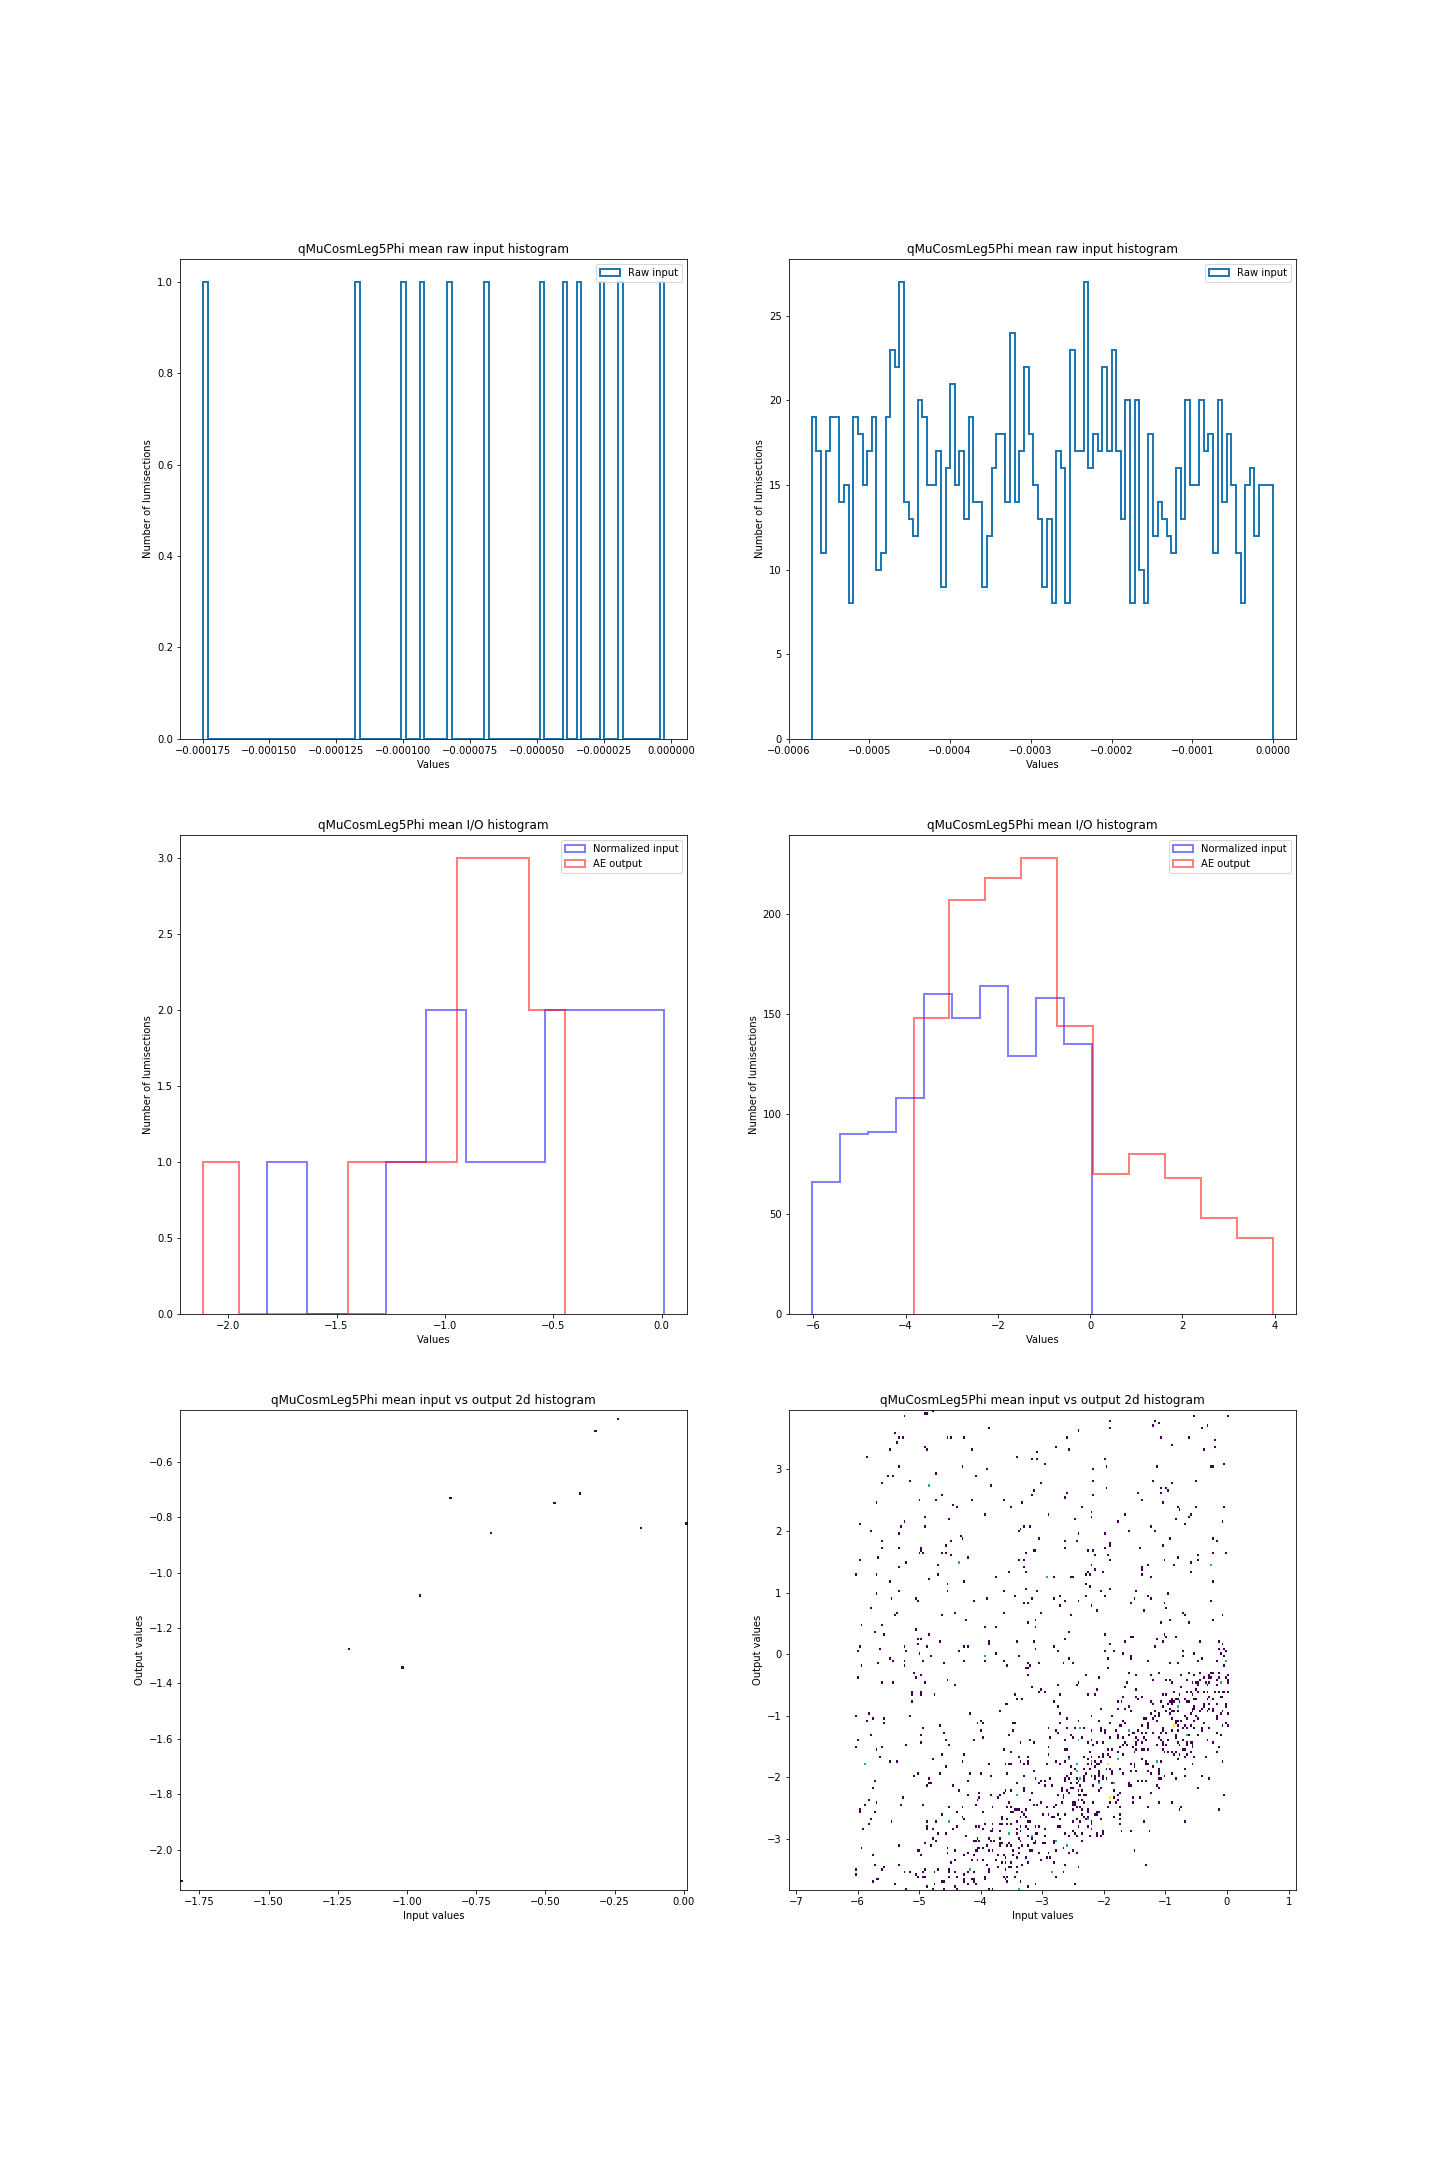 qMuCosmLeg5Phi mean raw input histogram
Raw input
Number of lumisections
1.0
0.8
0.6
0.4
0.2
0.0
−0.000175 −0.000150 −0.000125 −0.000100 −0.000075 −0.000050 −0.000025 0.000000
Values
qMuCosmLeg5Phi mean raw input histogram
Raw input
Number of lumisections
25
20
15
10
5
0
−0.0006 −0.0005 −0.0004 −0.0003 −0.0002 −0.0001 0.0000
Values
qMuCosmLeg5Phi mean I/O histogram
Normalized input
AE output
Number of lumisections
3.0
2.5
2.0
1.5
1.0
0.5
0.0
−2.0 −1.5 −1.0 −0.5 0.0
Values
qMuCosmLeg5Phi mean I/O histogram
Normalized input
AE output
Number of lumisections
200
150
100
50
0
−6 −4 −2 0 2 4
Values
qMuCosmLeg5Phi mean input vs output 2d histogram
Output values
−0.6
−0.8
−1.0
−1.2
−1.4
−1.6
−1.8
−2.0
−1.75 −1.50 −1.25 −1.00 −0.75 −0.50 −0.25 0.00
Input values
qMuCosmLeg5Phi mean input vs output 2d histogram
Output values
3
2
1
0
−1
−2
−3
−7 −6 −5 −4 −3 −2 −1 0 1
Input values